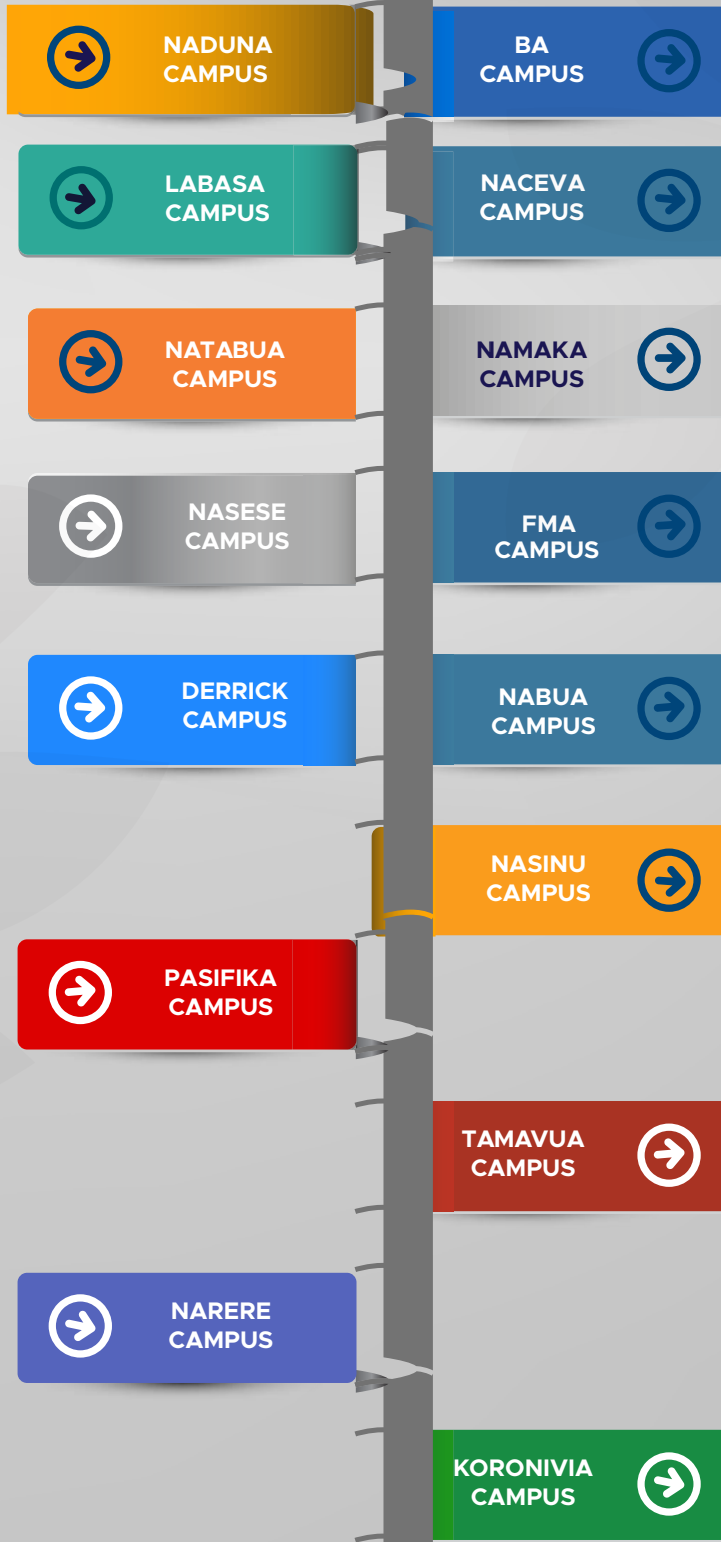 NADUNA
CAMPUS
BA
CAMPUS
LABASA
CAMPUS
NACEVA
CAMPUS
NATABUA
CAMPUS
NAMAKA
CAMPUS
NASESE
CAMPUS
FMA
CAMPUS
DERRICK
CAMPUS
NABUA
CAMPUS
NASINU
CAMPUS
PASIFIKA
CAMPUS
TAMAVUA
CAMPUS
NARERE
CAMPUS
KORONIVIA
CAMPUS